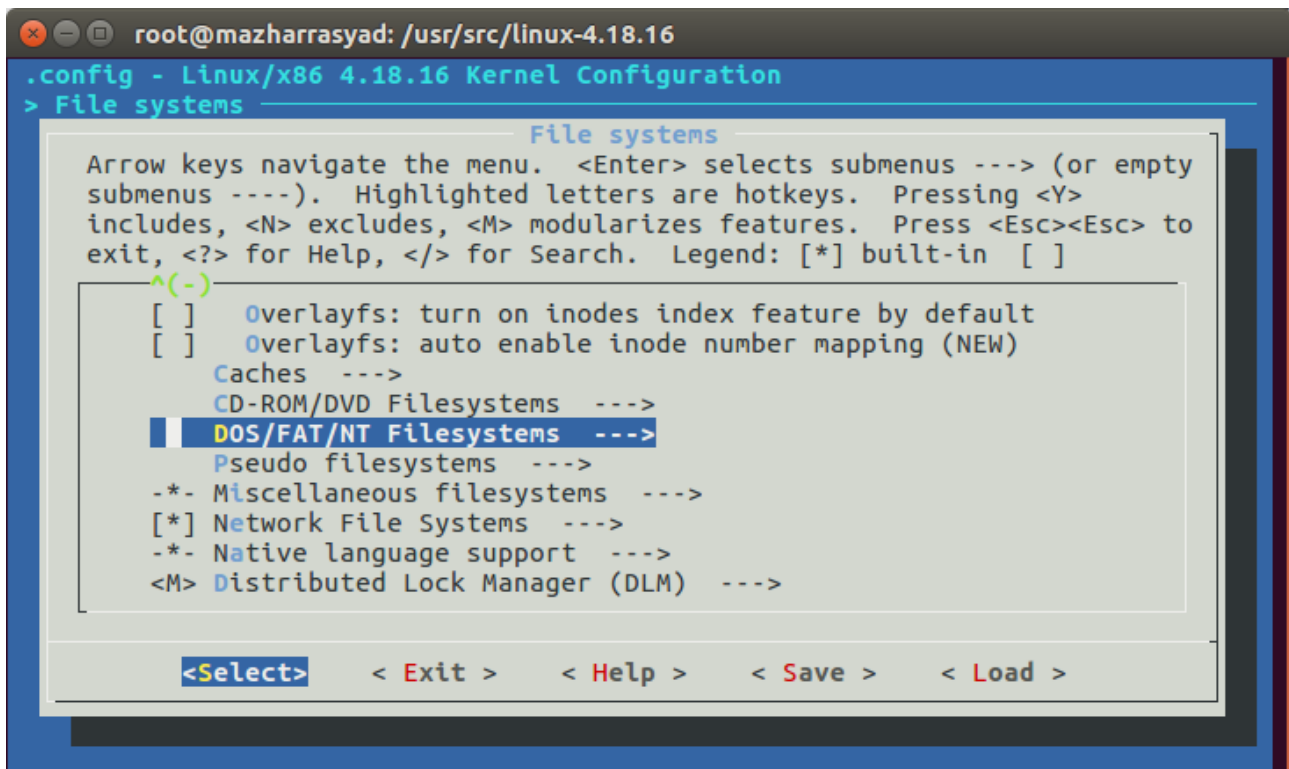 root@mazharrasyad: /usr/src/linux-4.18.16
.config - Linux/x86 4.18.16 Kernel Configuration
> File systems
File systems
Arrow keys navigate the menu.  <Enter> selects submenus ---> (or empty
submenus ----).  Highlighted letters are hotkeys.  Pressing <Y>
includes, <N> excludes, <M> modularizes features.  Press <Esc><Esc> to
exit, <?> for Help, </> for Search.  Legend: [*] built-in  [ ]
^(-)
[ ]   Overlayfs: turn on inodes index feature by default
[ ]   Overlayfs: auto enable inode number mapping (NEW)
Caches  --->
CD-ROM/DVD Filesystems  --->
DOS/FAT/NT Filesystems  --->
Pseudo filesystems  --->
-*- Miscellaneous filesystems  --->
[*] Network File Systems  --->
-*- Native language support  --->
<M> Distributed Lock Manager (DLM)  --->
<Select>    < Exit >    < Help >    < Save >    < Load >